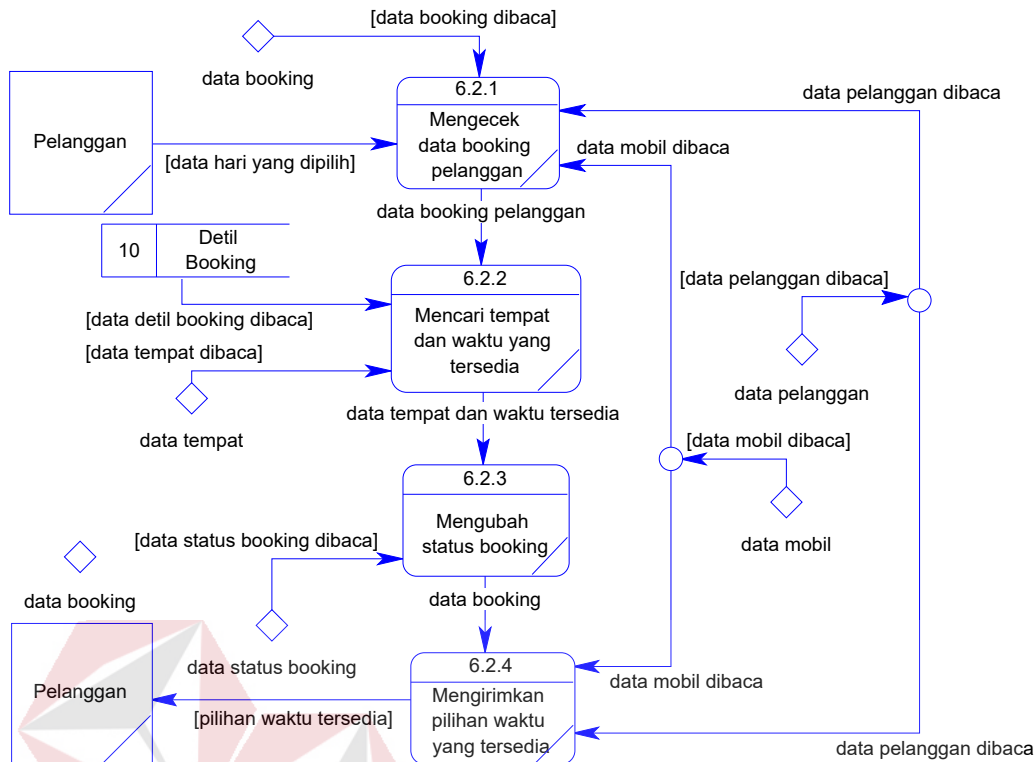 [data booking dibaca]
data booking
6.2.1
Mengecek
data booking
pelanggan
data pelanggan dibaca
Pelanggan
[data hari yang dipilih]
data mobil dibaca
data booking pelanggan
10
Detil
Booking
6.2.2
Mencari tempat
dan waktu yang
tersedia
[data pelanggan dibaca]
[data detil booking dibaca]
[data tempat dibaca]
data pelanggan
data tempat
data tempat dan waktu tersedia
[data mobil dibaca]
6.2.3
Mengubah
status booking
[data status booking dibaca]
data mobil
data booking
data booking
data status booking
6.2.4
Mengirimkan
pilihan waktu
yang tersedia
Pelanggan
[pilihan waktu tersedia]
data mobil dibaca
data pelanggan dibaca